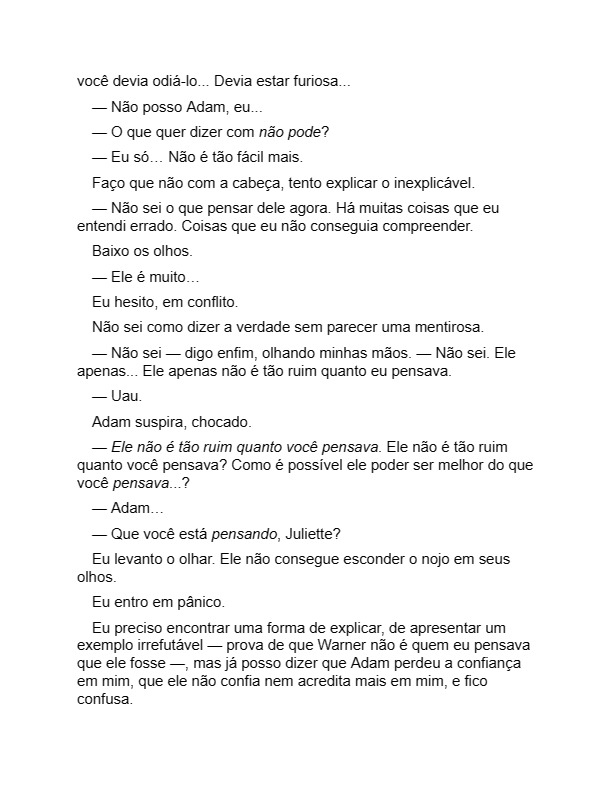 você devia odiá-lo... Devia estar furiosa...
— Não posso Adam, eu...
— O que quer dizer com não pode?
— Eu só… Não é tão fácil mais.
Faço que não com a cabeça, tento explicar o inexplicável.
— Não sei o que pensar dele agora. Há muitas coisas que eu
entendi errado. Coisas que eu não conseguia compreender.
Baixo os olhos.
— Ele é muito…
Eu hesito, em conflito.
Não sei como dizer a verdade sem parecer uma mentirosa.
— Não sei — digo enfim, olhando minhas mãos. — Não sei. Ele
apenas... Ele apenas não é tão ruim quanto eu pensava.
— Uau.
Adam suspira, chocado.
— Ele não é tão ruim quanto você pensava. Ele não é tão ruim
quanto você pensava? Como é possível ele poder ser melhor do que
você pensava...?
— Adam…
— Que você está pensando, Juliette?
Eu levanto o olhar. Ele não consegue esconder o nojo em seus
olhos.
Eu entro em pânico.
Eu preciso encontrar uma forma de explicar, de apresentar um
exemplo irrefutável — prova de que Warner não é quem eu pensava
que ele fosse —, mas já posso dizer que Adam perdeu a confiança
em mim, que ele não confia nem acredita mais em mim, e fico
confusa.